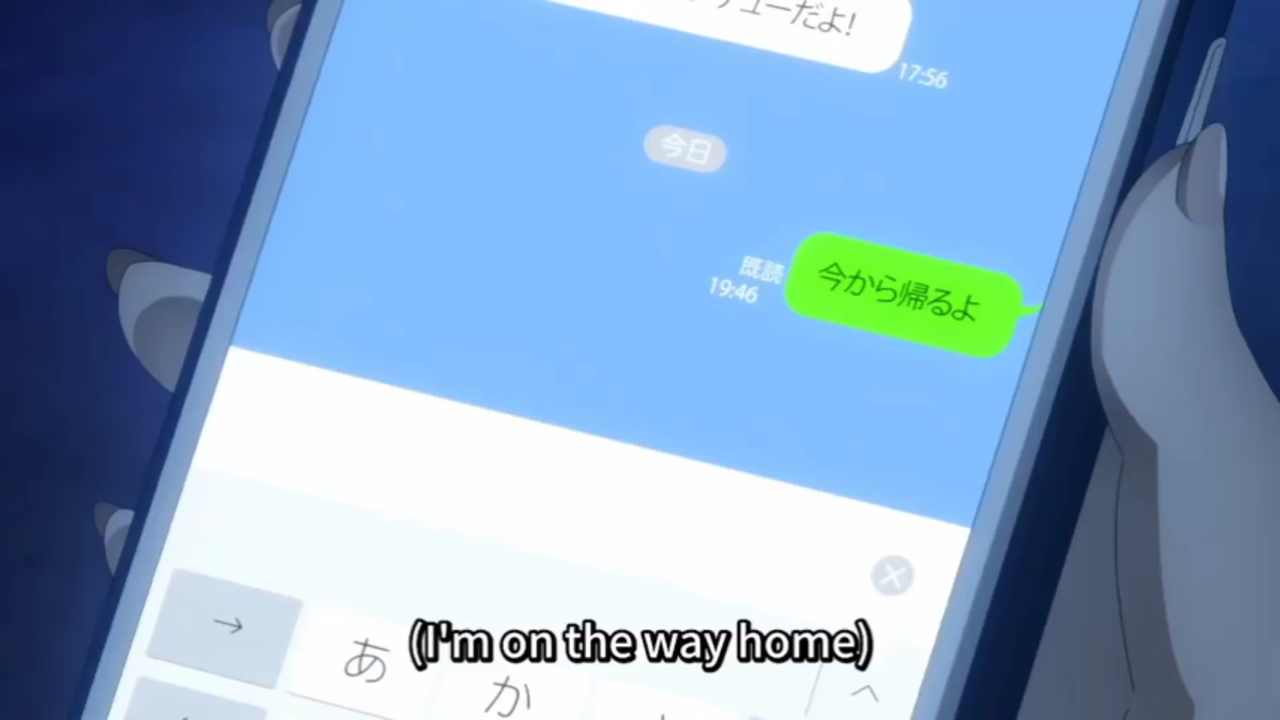 ューだよ!
17:56
今日
既読
19:46
今から帰るよ
→
あ
か
(I'm on the way home)